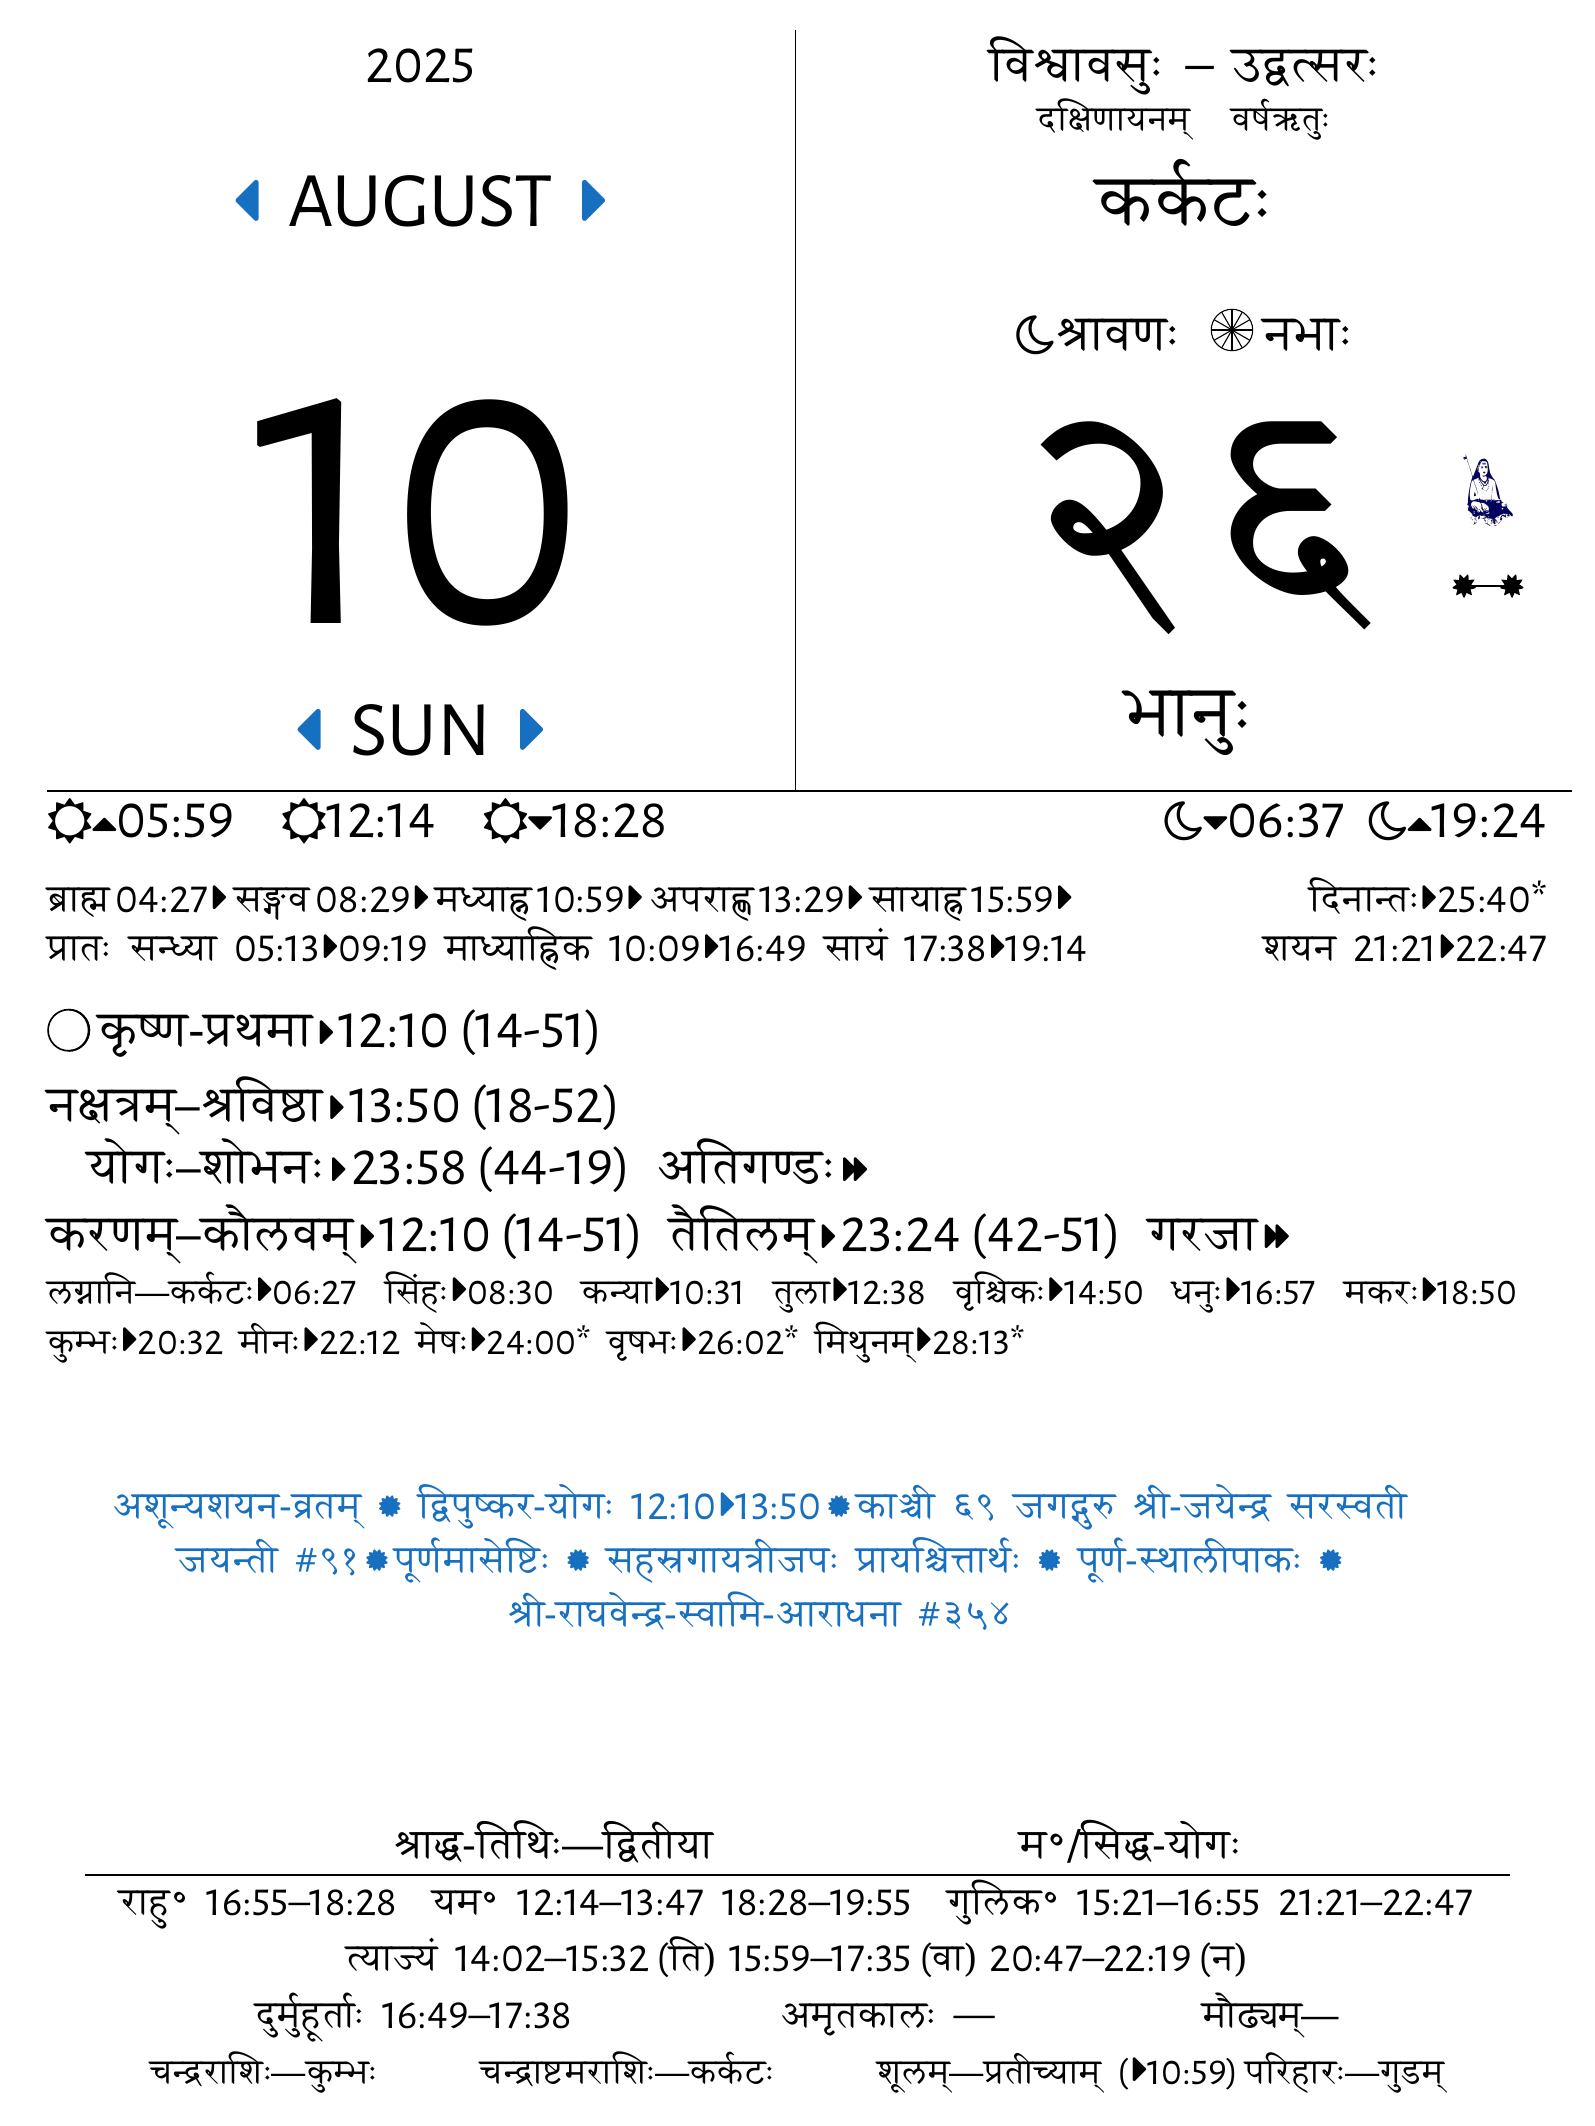 2025
AUGUST
10
SUN
विश्वावसुः – उद्वत्सरः
दक्षिणायनम् वर्षऋतुः
कर्कटः
श्रावणः नभाः
२६
भानुः
05:59 12:14 18:28 06:37 19:24
ब्राह्म 04:27 सङ्गव 08:29 मध्याह्न 10:59 अपराह्ण 13:29 सायाह्न 15:59 दिनान्तः 25:40*
प्रातः सन्ध्या 05:13 09:19 माध्याह्निक 10:09 16:49 सायं 17:38 19:14 शयन 21:21 22:47
कृष्ण-प्रथमा 12:10 (14-51)
नक्षत्रम्–श्रविष्ठा 13:50 (18-52)
योगः–शोभनः 23:58 (44-19) अतिगण्डः
करणम्–कौलवम् 12:10 (14-51) तैतिलम् 23:24 (42-51) गरजा
लग्नानि—कर्कटः 06:27 सिंहः 08:30 कन्या 10:31 तुला 12:38 वृश्चिकः 14:50 धनुः 16:57 मकरः 18:50
कुम्भः 20:32 मीनः 22:12 मेषः 24:00* वृषभः 26:02* मिथुनम् 28:13*
अशून्यशयन-व्रतम् द्विपुष्कर-योगः 12:10 13:50 काञ्ची ६९ जगद्गुरु श्री-जयेन्द्र सरस्वती
जयन्ती #९१ पूर्णमासेष्टिः सहस्रगायत्रीजपः प्रायश्चित्तार्थः पूर्ण-स्थालीपाकः
श्री-राघवेन्द्र-स्वामि-आराधना #३५४
श्राद्ध-तिथिः—द्वितीया म॰/सिद्ध-योगः
राहु॰ 16:55–18:28 यम॰ 12:14–13:47 18:28–19:55 गुलिक॰ 15:21–16:55 21:21–22:47
त्याज्यं 14:02–15:32 (ति) 15:59–17:35 (वा) 20:47–22:19 (न)
दुर्मुहूर्ताः 16:49–17:38 अमृतकालः — मौढ्यम्—
चन्द्रराशिः—कुम्भः चन्द्राष्टमराशिः—कर्कटः शूलम्—प्रतीच्याम् (10:59) परिहारः—गुडम्